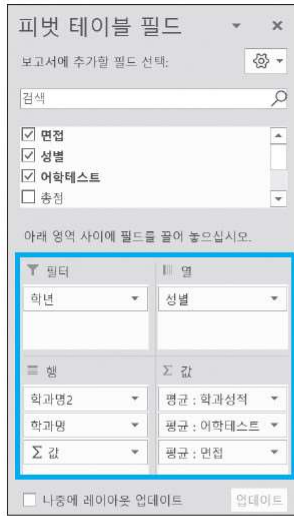 피벗 테이블 필드
보고서에 추가할 필드 선택:
검색
면접
성별
어학테스트
총점
아래 영역 사이에 필드를 끌어 놓으십시오.
필터
열
학년
성별
행
Σ 값
학과명2
평균 : 학과성적
학과명
평균 : 어학테스트
Σ 값
평균 : 면접
나중에 레이아웃 업데이트
업데이트